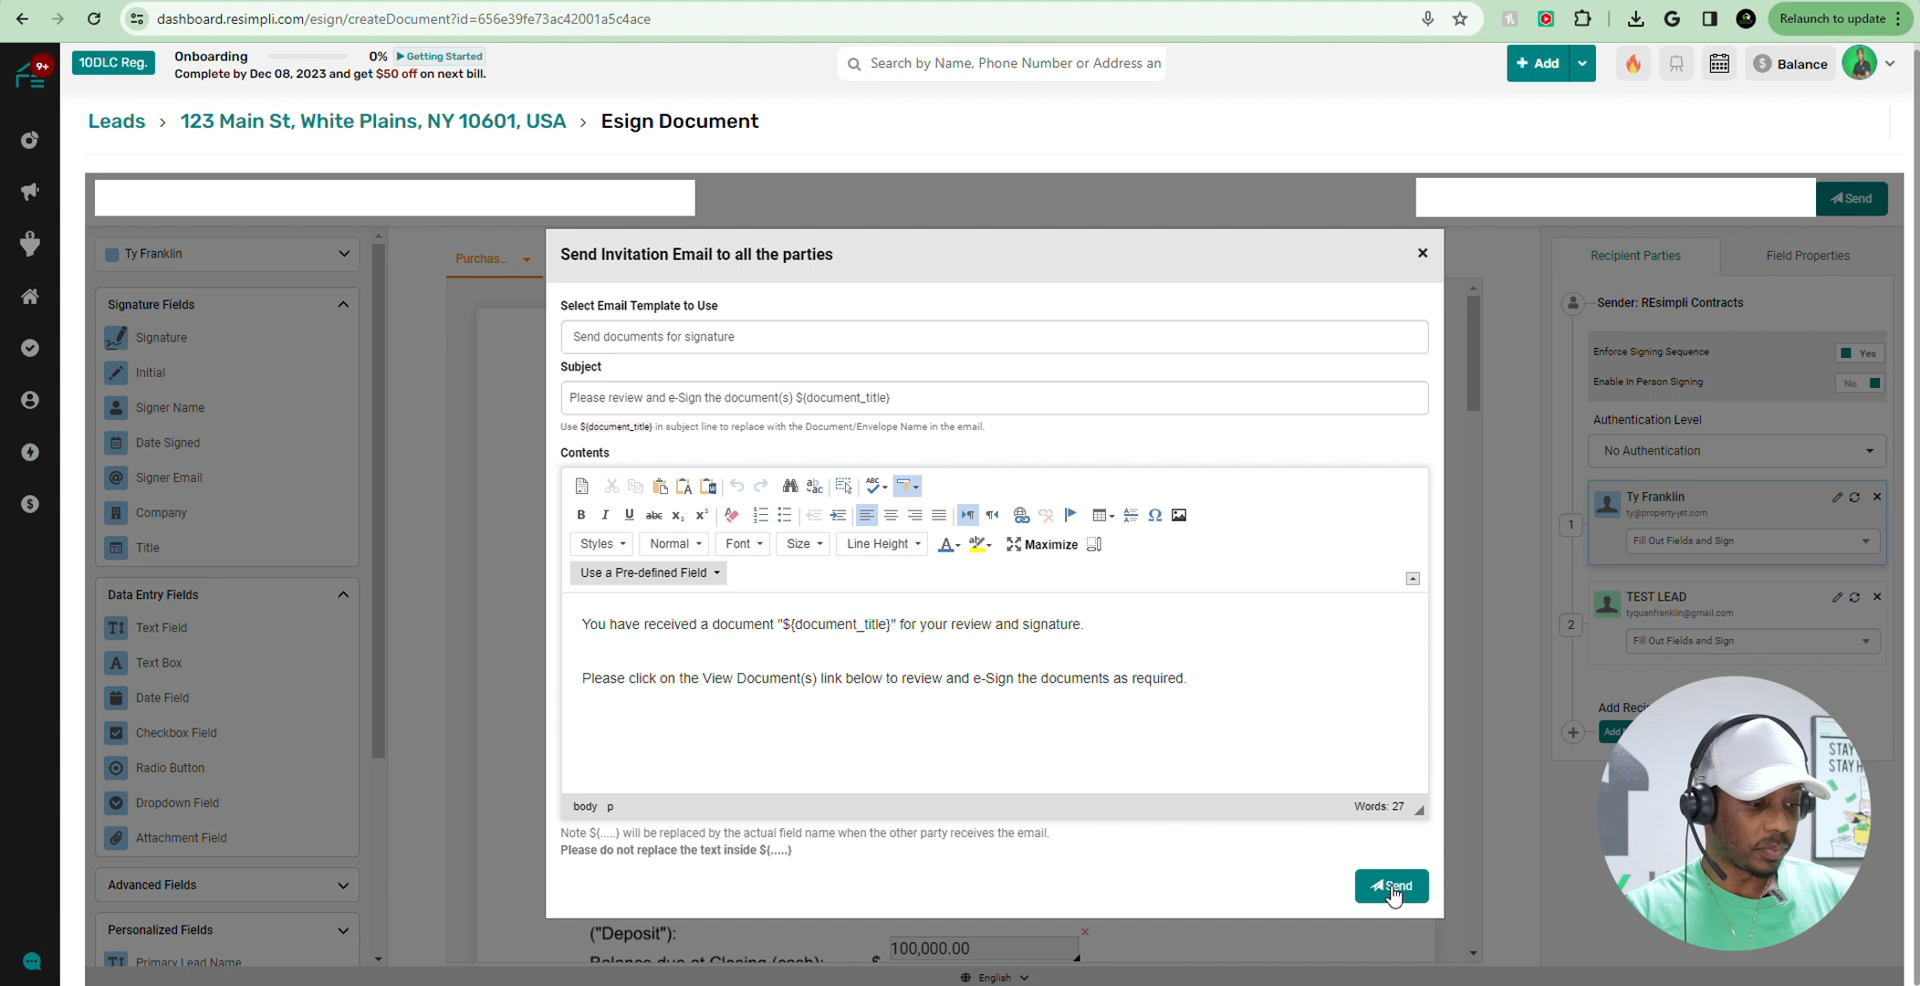 dashboard.resimpli.com/esign/createDocument?id=656e39fe73ac42001a5c4ace
Relaunch to update
9+
10DLC Reg.
Onboarding 0% Getting Started
Complete by Dec 08, 2023 and get $50 off on next bill.
Search by Name, Phone Number or Address an
+ Add
Balance
Leads > 123 Main St, White Plains, NY 10601, USA > Esign Document
Send
Ty Franklin
Signature Fields
Signature
Initial
Signer Name
Date Signed
Signer Email
Company
Title
Data Entry Fields
Text Field
Text Box
Date Field
Checkbox Field
Radio Button
Dropdown Field
Attachment Field
Advanced Fields
Personalized Fields
Primary Lead Name
Purchas...
Send Invitation Email to all the parties
Select Email Template to Use
Send documents for signature
Subject
Please review and e-Sign the document(s) ${document_title}
Use ${document_title} in subject line to replace with the Document/Envelope Name in the email.
Contents
Styles Normal Font Size Line Height Maximize
Use a Pre-defined Field
You have received a document "${document_title}" for your review and signature.
Please click on the View Document(s) link below to review and e-Sign the documents as required.
body p
Words: 27
Note ${.....} will be replaced by the actual field name when the other party receives the email.
Please do not replace the text inside ${.....}
Send
("Deposit"):
100,000.00
Balance due at Closing (cash): $
English
Recipient Parties
Field Properties
Sender: REsimpli Contracts
Enforce Signing Sequence Yes
Enable In Person Signing No
Authentication Level
No Authentication
1
Ty Franklin
ty@property-jet.com
Fill Out Fields and Sign
2
TEST LEAD
tyquanfranklin@gmail.com
Fill Out Fields and Sign
Add
Add
STAY
STAY